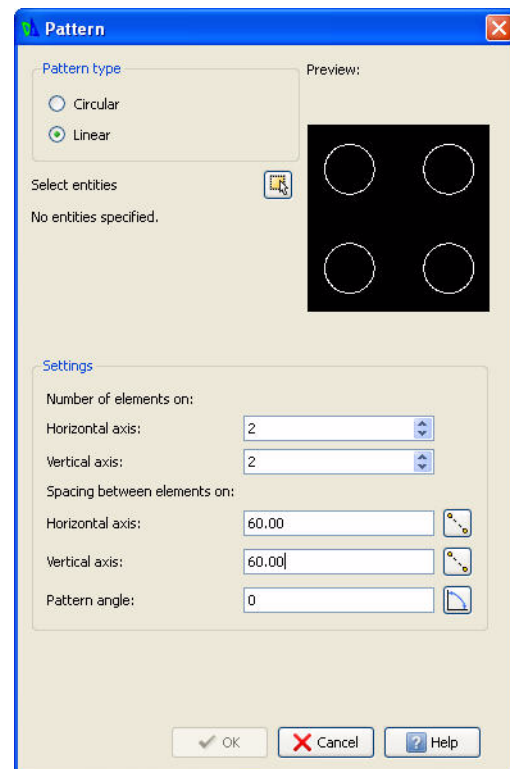 Pattern
Pattern type
Preview:
Circular
Linear
Select entities
No entities specified.
Settings
Number of elements on:
Horizontal axis: 2
Vertical axis: 2
Spacing between elements on:
Horizontal axis: 60.00
Vertical axis: 60.00
Pattern angle: 0
OK Cancel ? Help